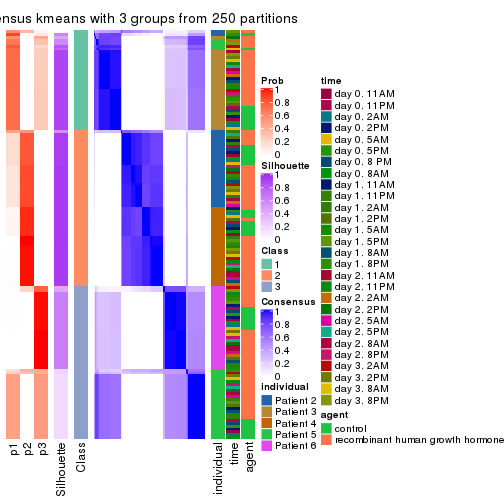 ensus kmeans with 3 groups from 250 partitions
Prob
1
0.8
0.6
0.4
0.2
0
Silhouette
1
0.8
0.6
0.4
0.2
0
Class
1
2
3
Consensus
1
0.8
0.6
0.4
0.2
0
individual
Patient 2
Patient 3
Patient 4
Patient 5
Patient 6
time
day 0. 11AM
day 0. 11PM
day 0. 2AM
day 0. 2PM
day 0. 5AM
day 0. 5PM
day 0. 8 PM
day 0. 8AM
day 1. 11AM
day 1. 11PM
day 1. 2AM
day 1. 2PM
day 1. 5AM
day 1. 5PM
day 1. 8AM
day 1. 8PM
day 2. 11AM
day 2. 11PM
day 2. 2AM
day 2. 2PM
day 2. 5AM
day 2. 5PM
day 2. 8AM
day 2. 8PM
day 3. 2AM
day 3. 2PM
day 3. 8AM
day 3. 8PM
agent
control
recombinant human growth hormone
p1
p2
p3
Silhouette
Class
individual
time
agent